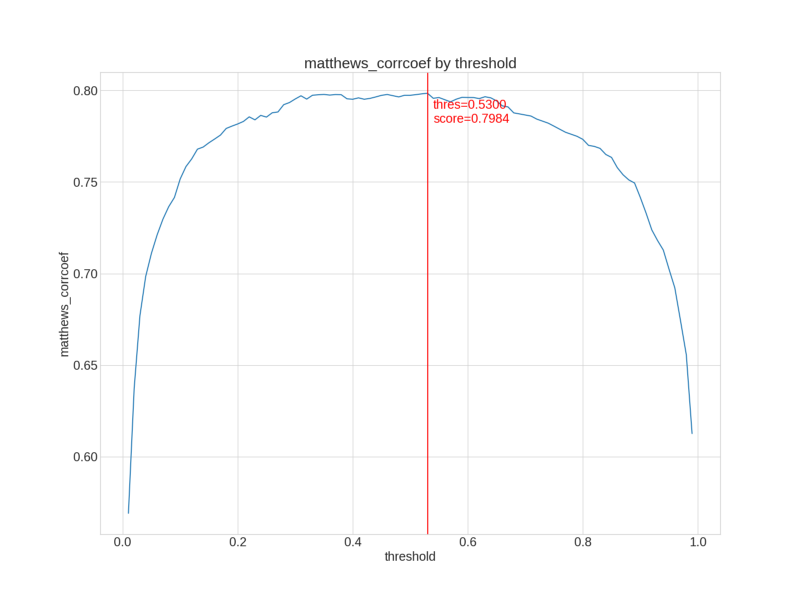 matthews_corrcoef by threshold
0.80
0.75
0.70
0.65
0.60
matthews_corrcoef
thres=0.5300
score=0.7984
0.0
0.2
0.4
0.6
0.8
1.0
threshold